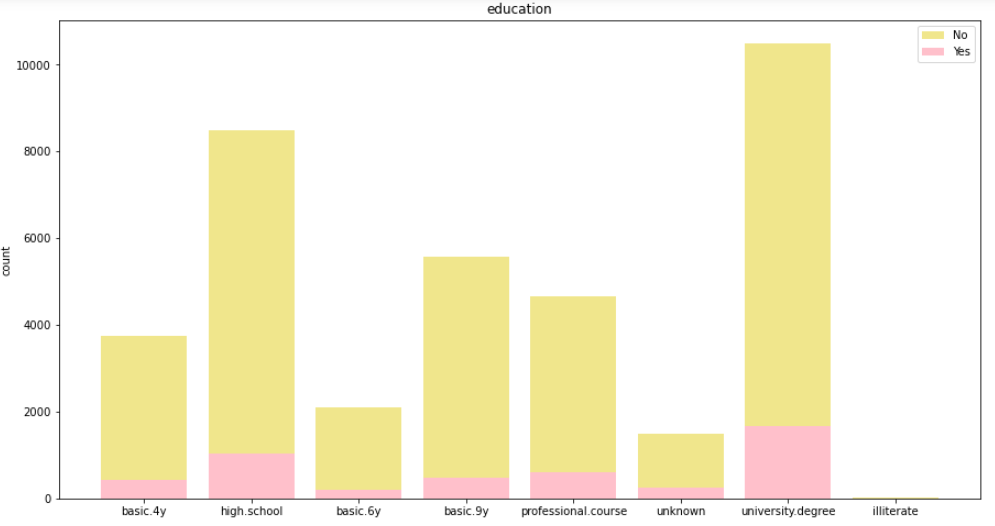 education
No
Yes
count
10000
8000
6000
4000
2000
0
basic.4y high.school basic.6y basic.9y professional.course unknown university.degree illiterate